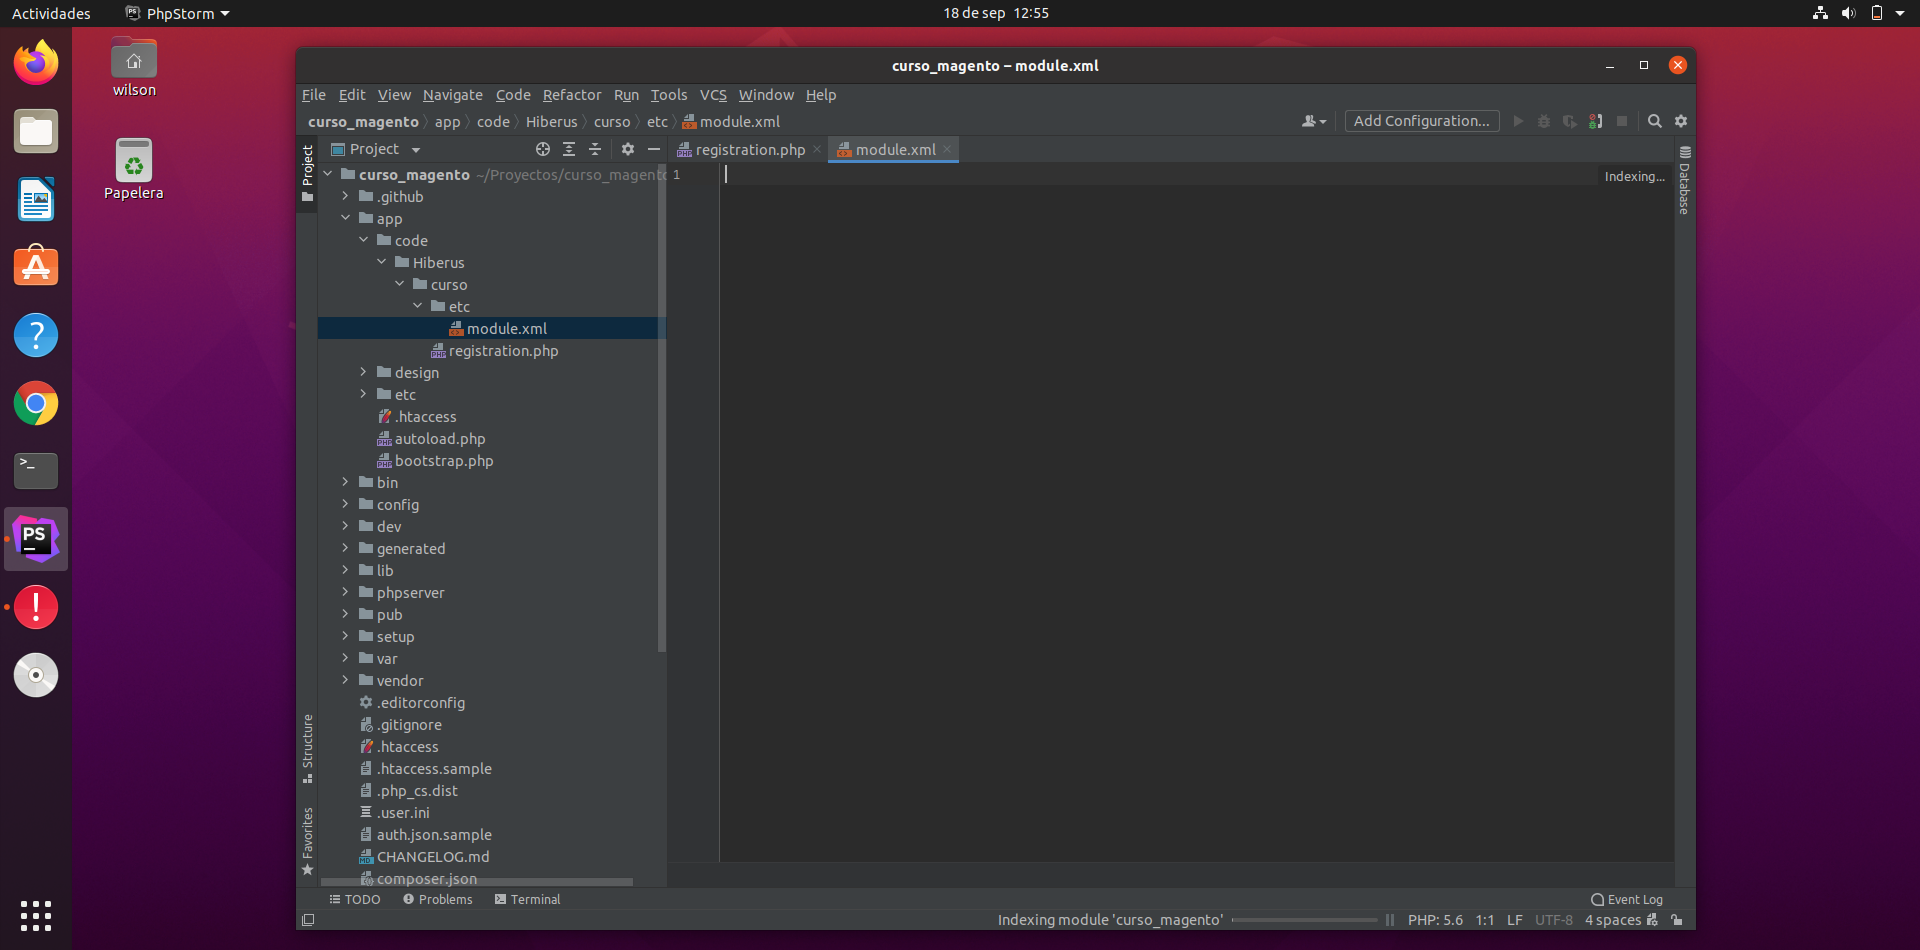 Actividades PhpStorm 18 de sep 12:55
wilson
Papelera
curso_magento – module.xml
File Edit View Navigate Code Refactor Run Tools VCS Window Help
curso_magento app code Hiberus curso etc module.xml Add Configuration...
Project
Project
registration.php module.xml
curso_magento ~/Proyectos/curso_magento
1
Indexing...
Database
.github
app
code
Hiberus
curso
etc
module.xml
registration.php
design
etc
.htaccess
autoload.php
bootstrap.php
bin
config
dev
generated
lib
phpserver
pub
setup
var
vendor
.editorconfig
.gitignore
.htaccess
.htaccess.sample
.php_cs.dist
.user.ini
auth.json.sample
CHANGELOG.md
composer.json
Structure
Favorites
TODO Problems Terminal Event Log
Indexing module 'curso_magento' PHP: 5.6 1:1 LF UTF-8 4 spaces